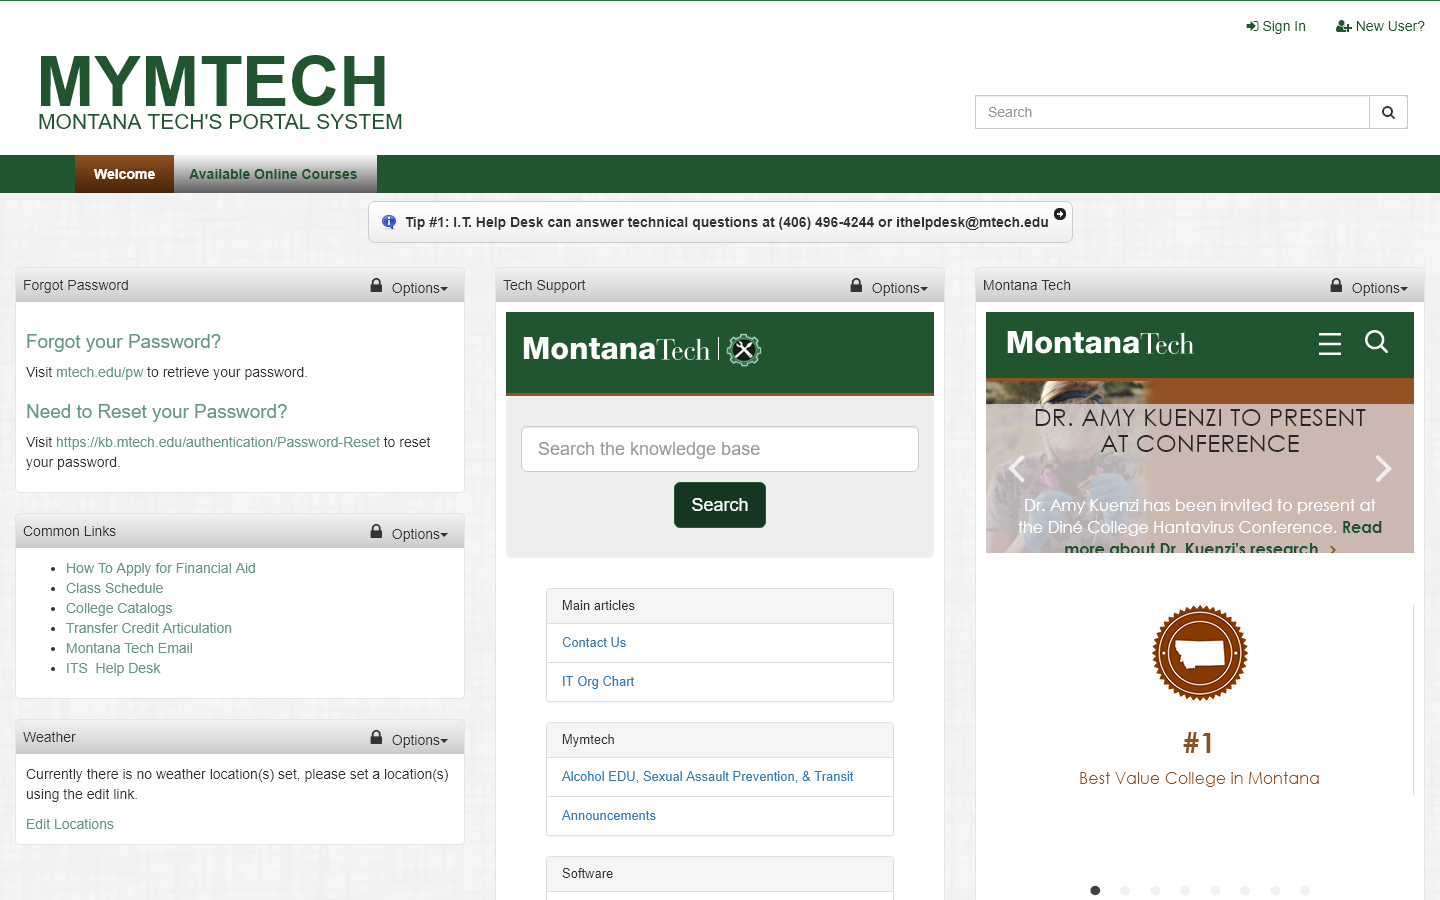 Sign In
New User?
MYMTECH
MONTANA TECH'S PORTAL SYSTEM
Search
Welcome
Available Online Courses
Tip #1: I.T. Help Desk can answer technical questions at (406) 496-4244 or ithelpdesk@mtech.edu
Forgot Password
Options
Forgot your Password?
Visit mtech.edu/pw to retrieve your password.
Need to Reset your Password?
Visit https://kb.mtech.edu/authentication/Password-Reset to reset
your password.
Common Links
Options
How To Apply for Financial Aid
Class Schedule
College Catalogs
Transfer Credit Articulation
Montana Tech Email
ITS  Help Desk
Weather
Options
Currently there is no weather location(s) set, please set a location(s)
using the edit link.
Edit Locations
Tech Support
Options
MontanaTech
Search the knowledge base
Search
Main articles
Contact Us
IT Org Chart
Mymtech
Alcohol EDU, Sexual Assault Prevention, & Transit
Announcements
Software
Montana Tech
Options
MontanaTech
DR. AMY KUENZI TO PRESENT
AT CONFERENCE
Dr. Amy Kuenzi has been invited to present at
the Diné College Hantavirus Conference. Read
more about Dr. Kuenzi's research
#1
Best Value College in Montana